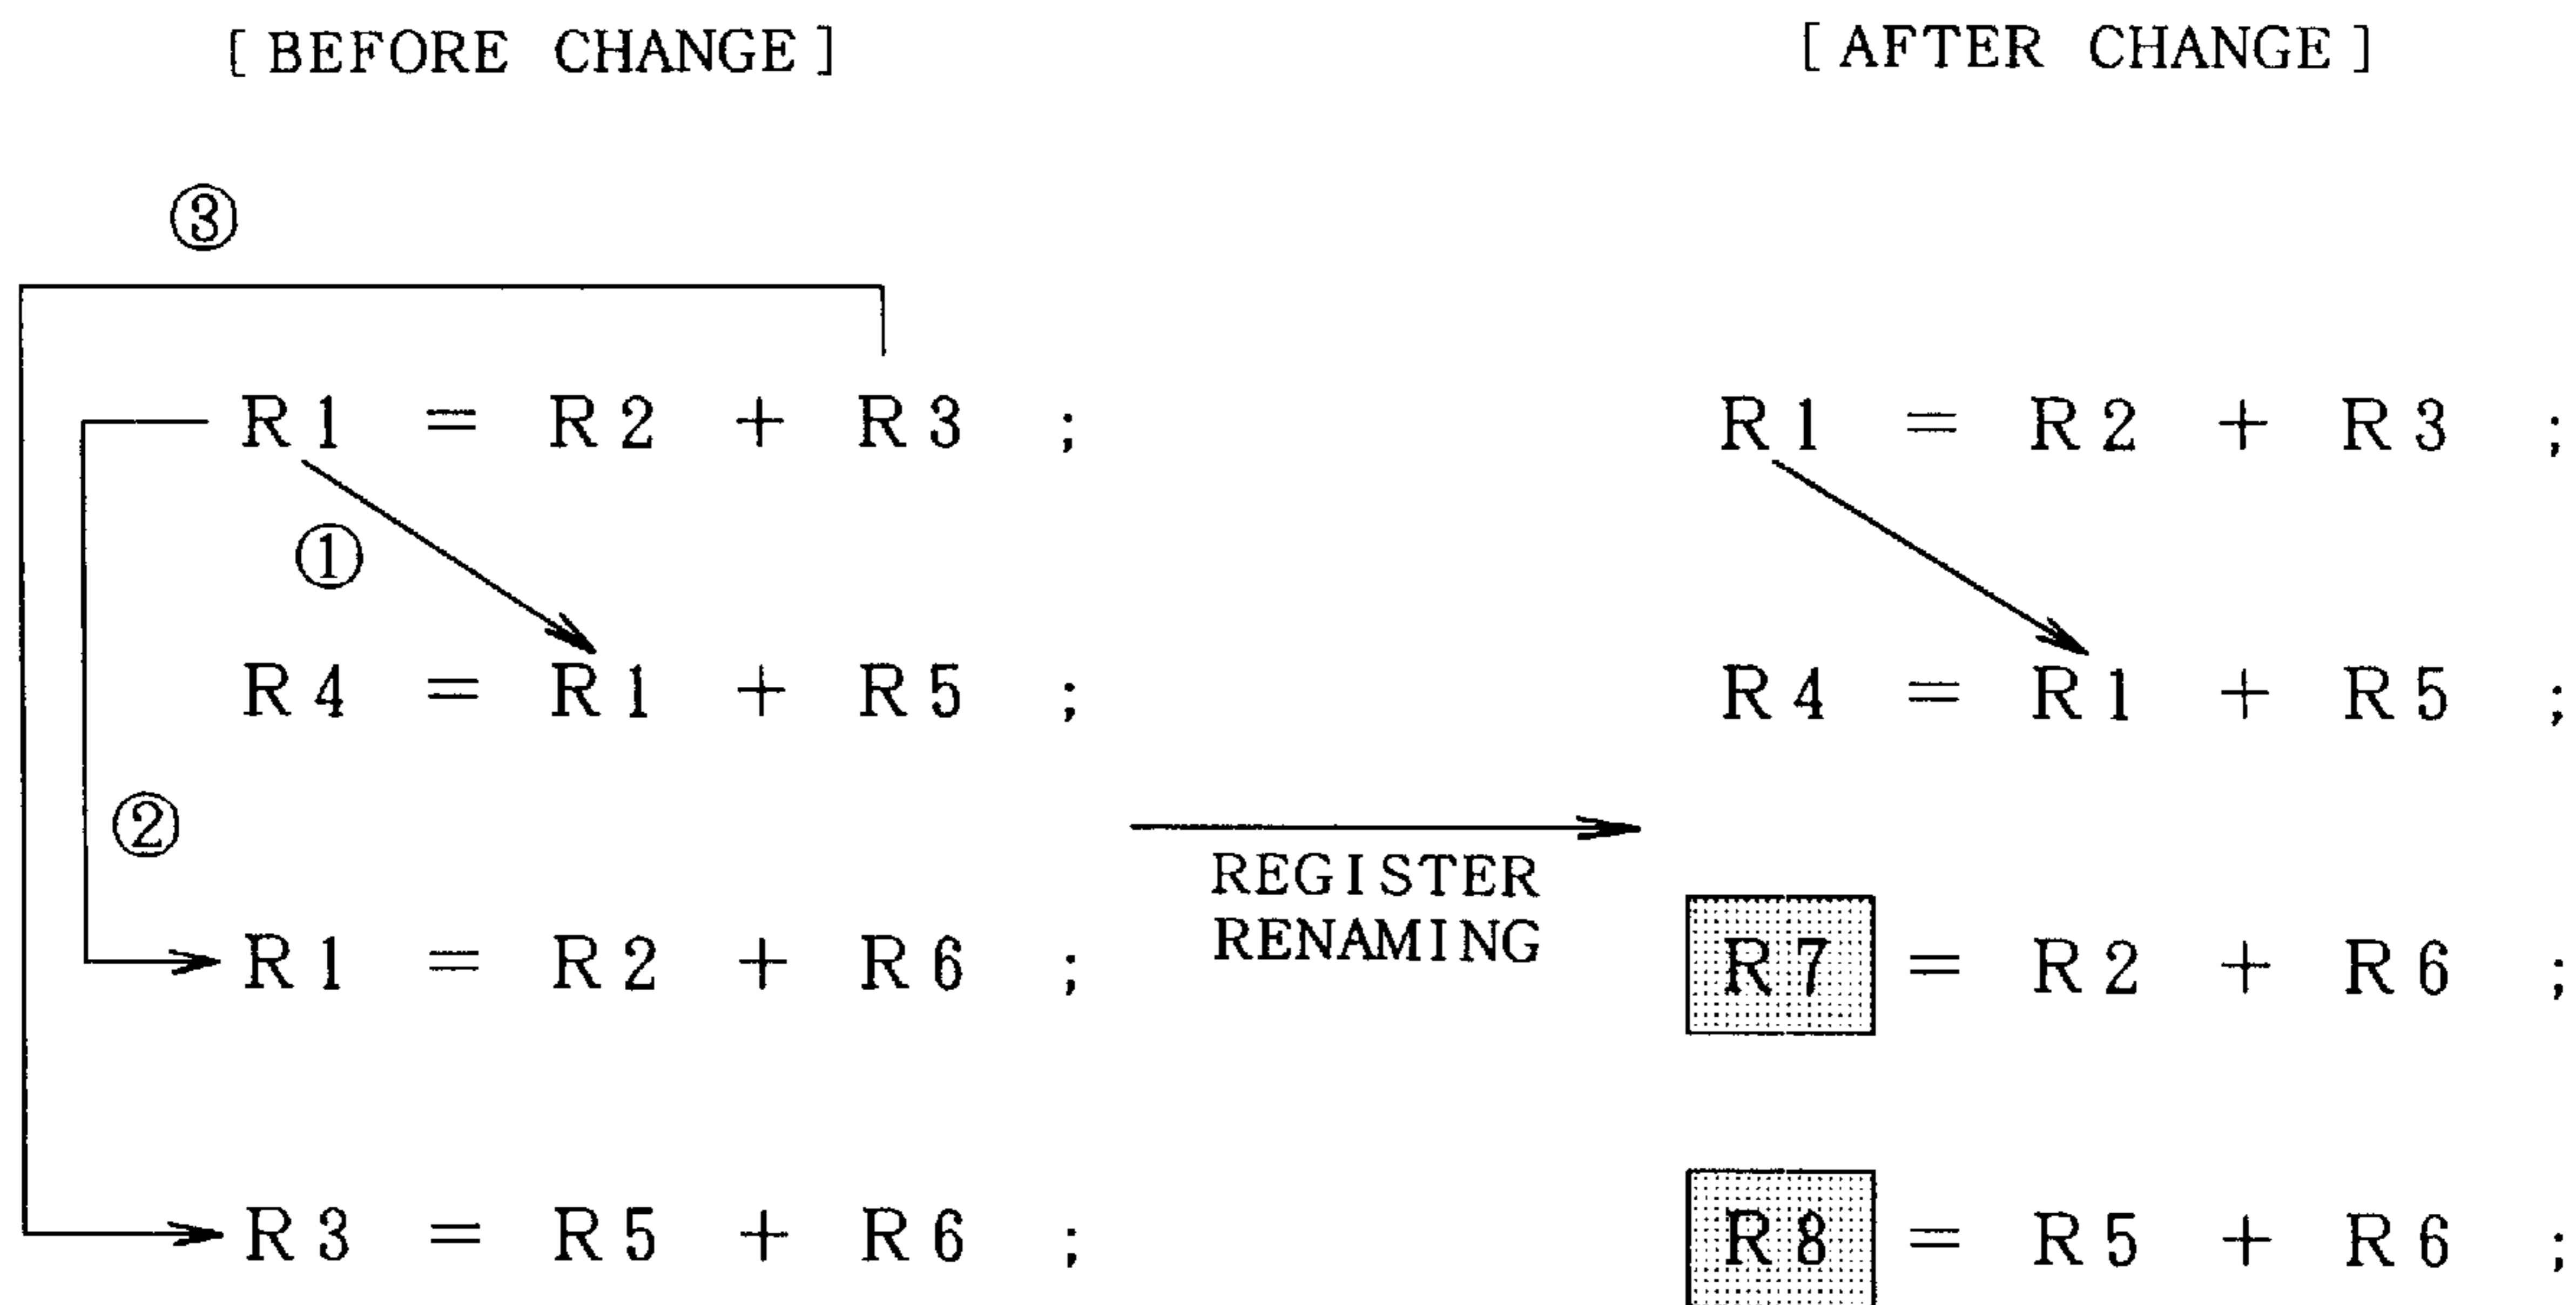 [ BEFORE CHANGE ]
③
R1 = R2 + R3 ;
①
R4 = R1 + R5 ;
②
R1 = R2 + R6 ;
R3 = R5 + R6 ;
REGISTER
RENAMING
[ AFTER CHANGE ]
R1 = R2 + R3 ;
R4 = R1 + R5 ;
R7 = R2 + R6 ;
R8 = R5 + R6 ;